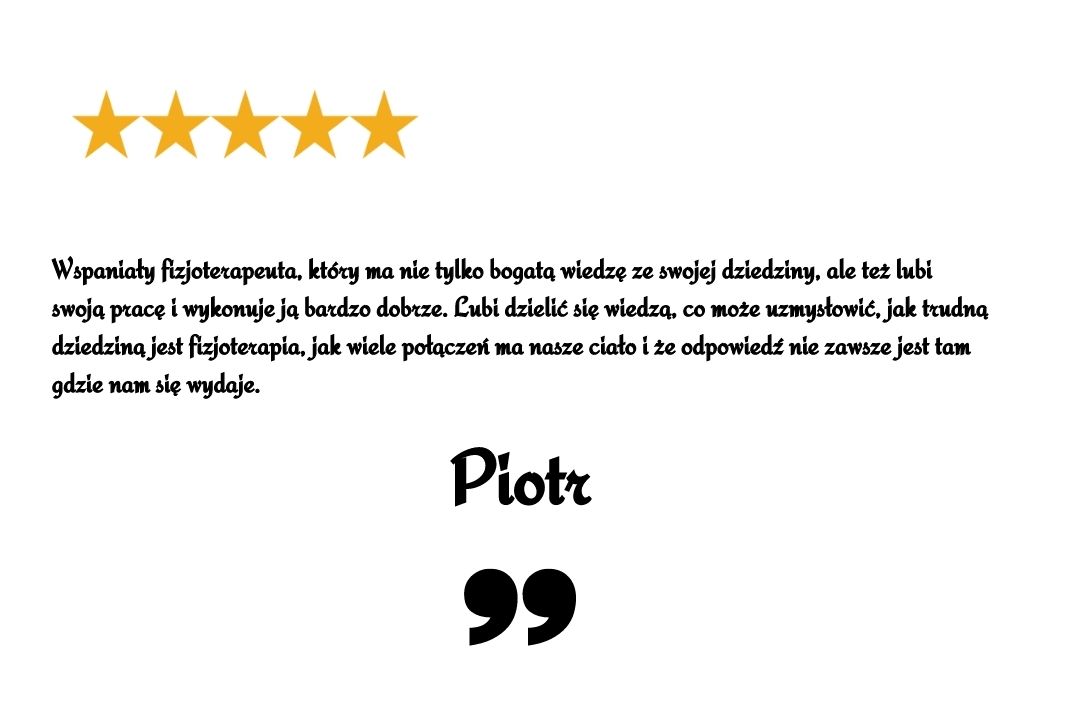 Wspaniały fizjoterapeuta, który ma nie tylko bogatą wiedzę ze swojej dziedziny, ale też lubi
swoją pracę i wykonuje ją bardzo dobrze. Lubi dzielić się wiedzą, co może uzmysłowić, jak trudną
dziedziną jest fizjoterapia, jak wiele połączeń ma nasze ciało i że odpowiedź nie zawsze jest tam
gdzie nam się wydaje.
Piotr
”